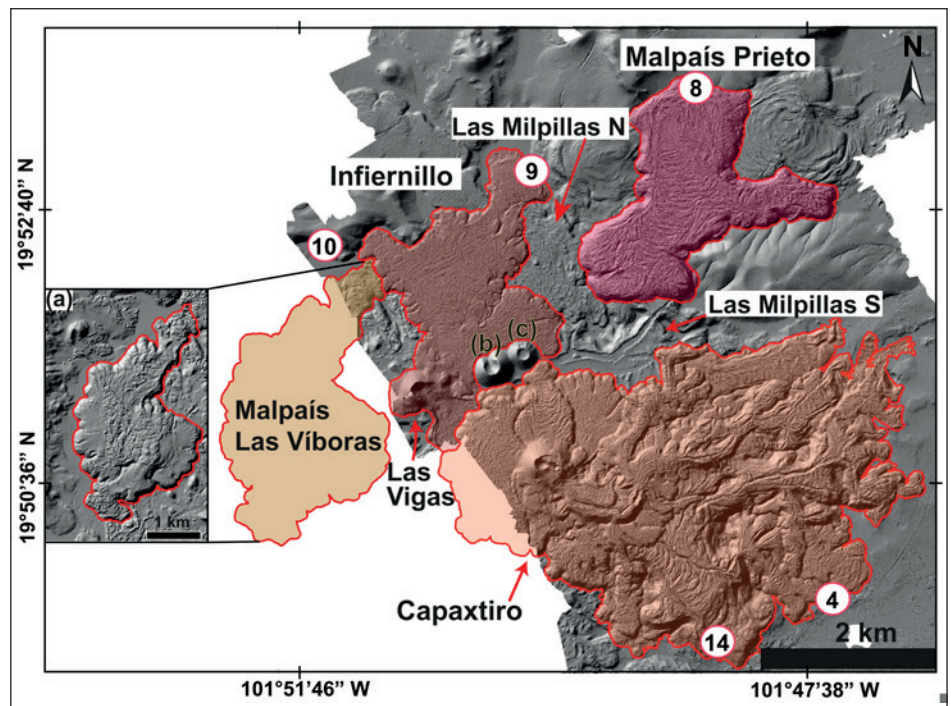 N
Malpaís Prieto
8
Las Milpillas N
9
Infiernillo
10
19°52'40” N
Las Milpillas S
(a)
(b)
(c)
Malpaís
Las Víboras
Las
Vigas
19°50'36” N
1 km
Capaxtiro
4
14
2 km
101°51'46” W
101°47'38” W